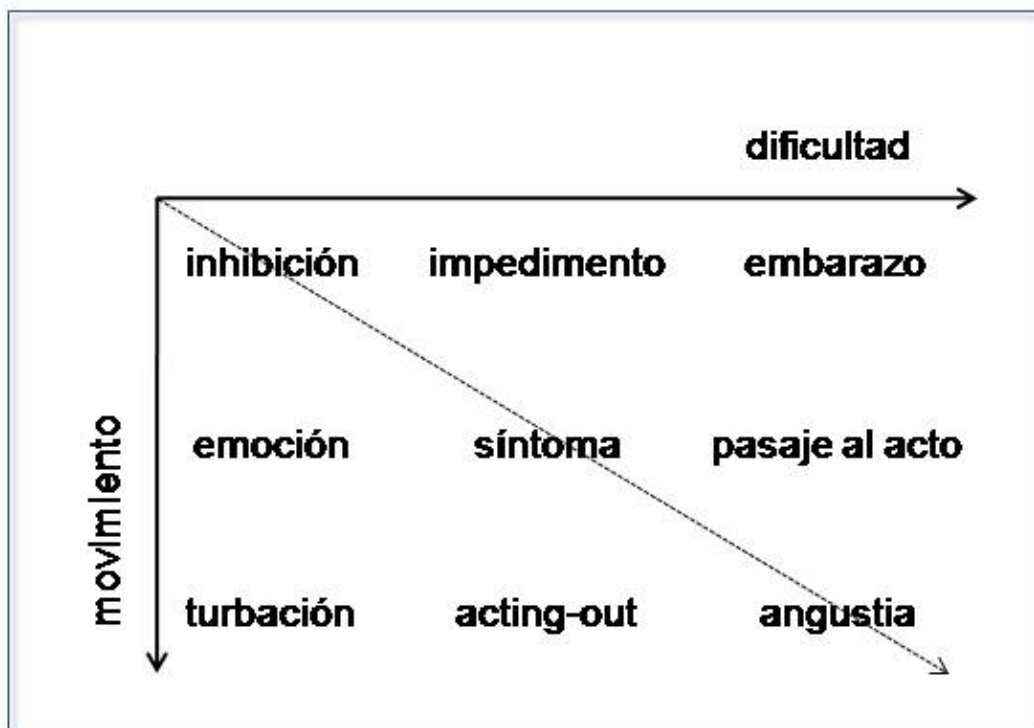 dificultad
inhibición impedimento embarazo
movimiento
emoción síntoma pasaje al acto
turbación acting-out angustia